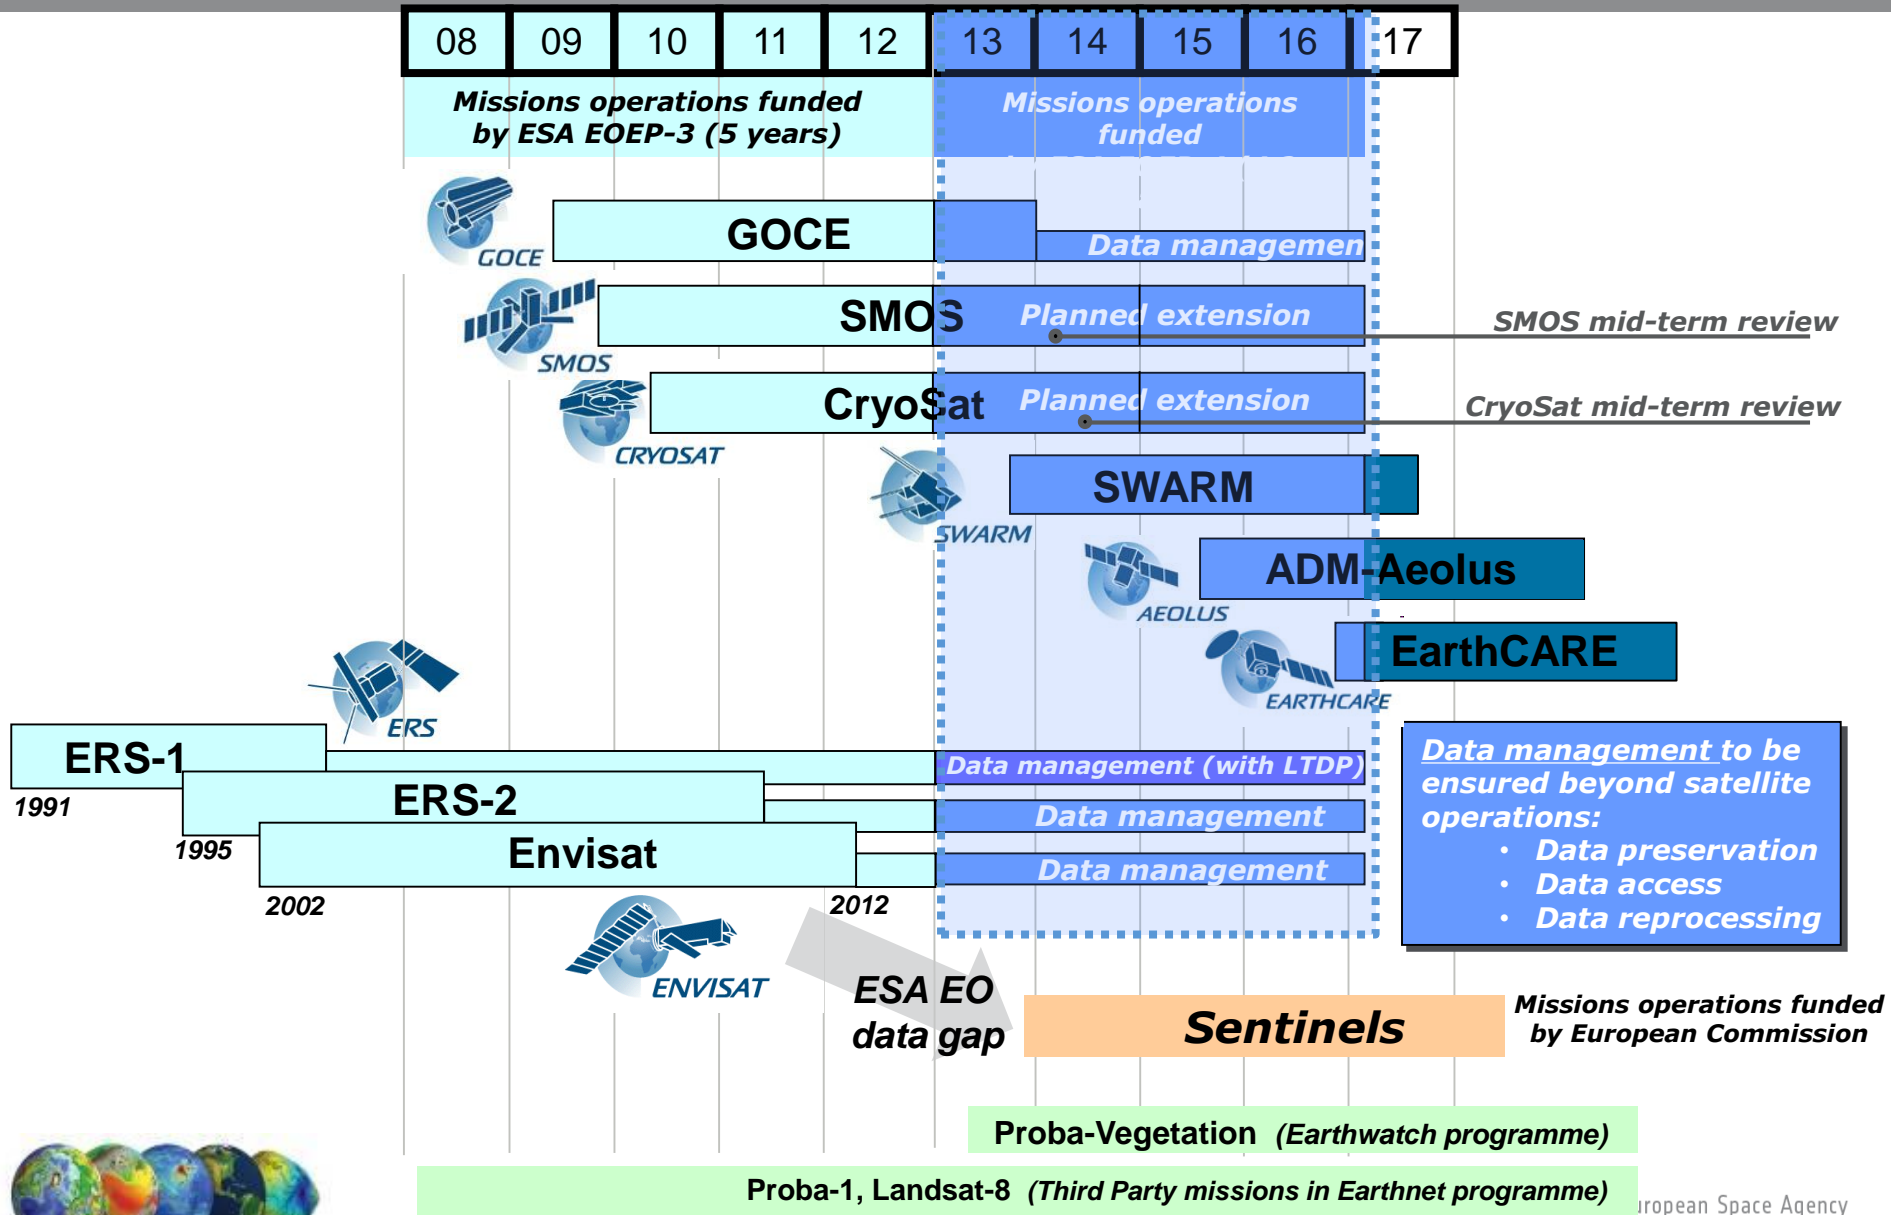 08 09 10 11 12 13 14 15 16 17
Missions operations funded
by ESA EOEP-3 (5 years)
Missions operations
funded
GOCE
GOCE
Data managemen
SMOS
SMOS
Planned extension
SMOS mid-term review
CRYOSAT
CryoSat
Planned extension
CryoSat mid-term review
SWARM
SWARM
AEOLUS
ADM-Aeolus
EARTHCARE
EarthCARE
ERS
ERS-1
1991
Data management (with LTDP)
ERS-2
1995
Data management
Envisat
2002
2012
Data management
ENVISAT
Data management to be
ensured beyond satellite
operations:
• Data preservation
• Data access
• Data reprocessing
ESA EO
data gap
Sentinels
Missions operations funded
by European Commission
Proba-Vegetation (Earthwatch programme)
Proba-1, Landsat-8 (Third Party missions in Earthnet programme)
uropean Space Agency